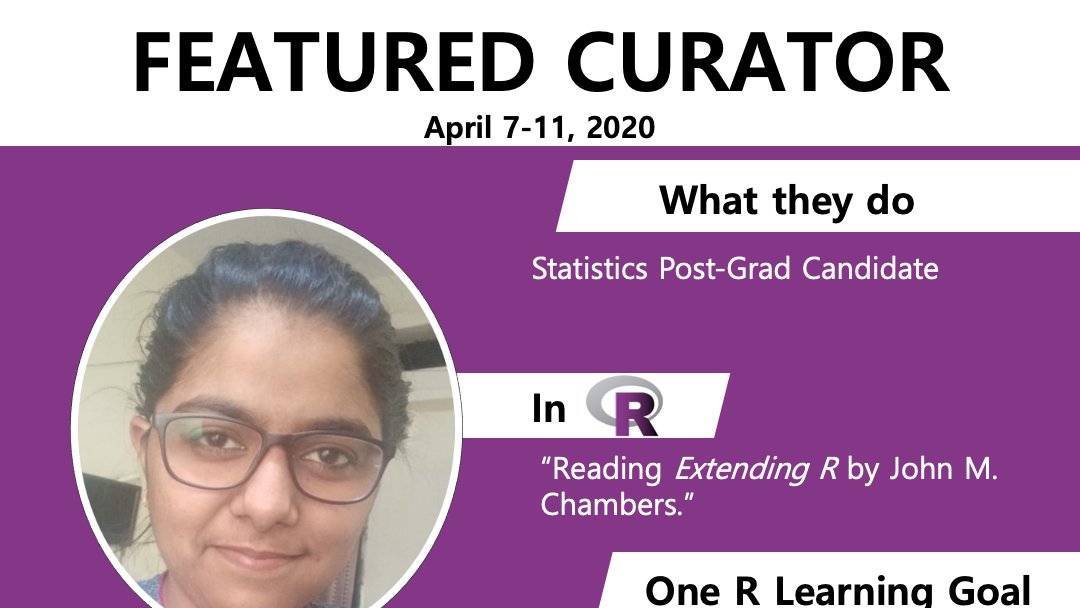 FEATURED CURATOR
April 7-11, 2020
What they do
Statistics Post-Grad Candidate
In R
"Reading Extending R by John M.
Chambers."
One R Learning Goal